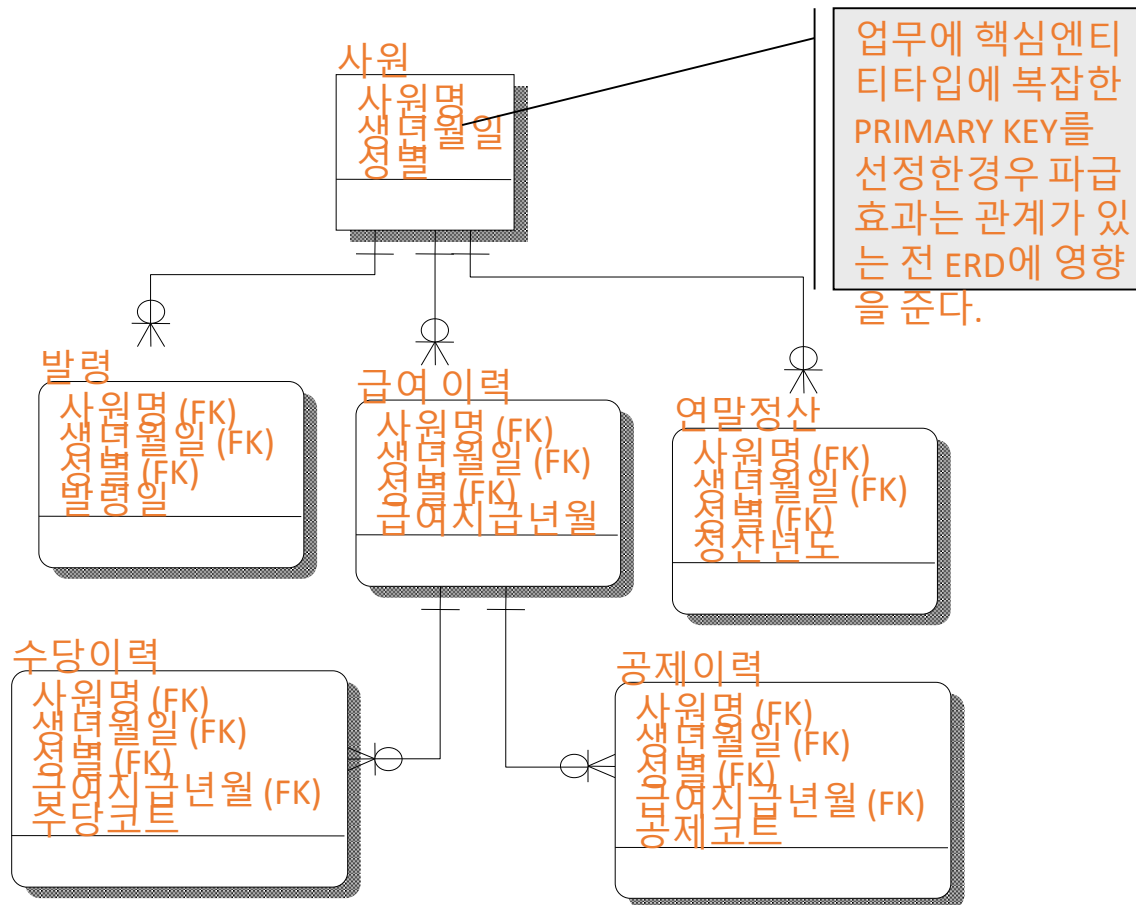 사원
사원명
생년월일
성별
업무에 핵심엔티
티타입에 복잡한
PRIMARY KEY를
선정한경우 파급
효과는 관계가 있
는 전 ERD에 영향
을 준다.
발령
사원명 (FK)
생년월일 (FK)
성별 (FK)
발령일
급여 이력
사원명 (FK)
생년월일 (FK)
성별 (FK)
급여지급년월
연말정산
사원명 (FK)
생년월일 (FK)
성별 (FK)
정산년도
수당이력
사원명 (FK)
생년월일 (FK)
성별 (FK)
급여지급년월 (FK)
수당코트
공제이력
사원명 (FK)
생년월일 (FK)
성별 (FK)
급여지급년월 (FK)
공제코트